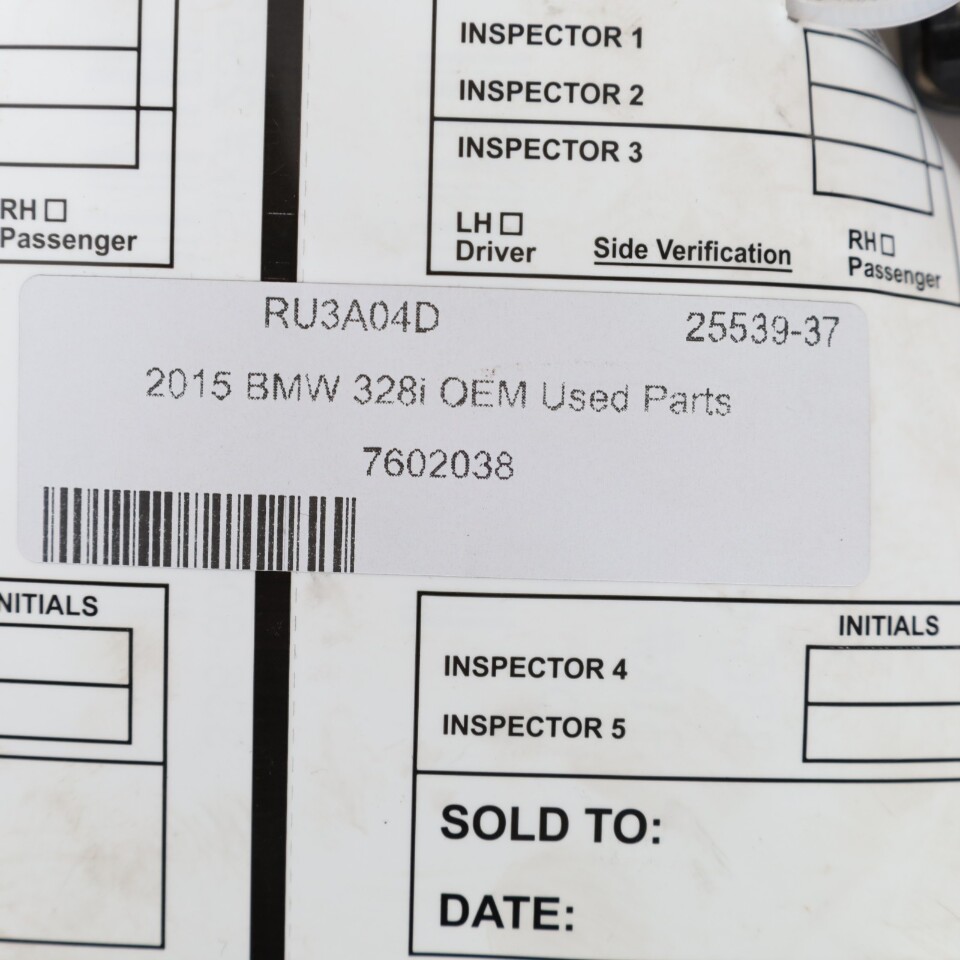 INSPECTOR 1
INSPECTOR 2
INSPECTOR 3
RH
Passenger
LH
Driver
Side Verification
RH
Passenger
RU3A04D 25539-37
2015 BMW 328i OEM Used Parts
7602038
INITIALS
INSPECTOR 4
INSPECTOR 5
SOLD TO:
DATE: